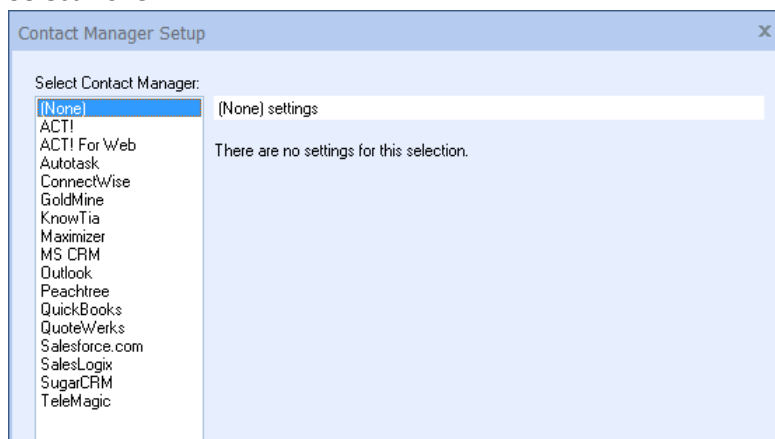 Contact Manager Setup x
Select Contact Manager:
(None) (None) settings
ACT!
ACT! For Web There are no settings for this selection.
Autotask
ConnectWise
GoldMine
KnowTia
Maximizer
MS CRM
Outlook
Peachtree
QuickBooks
QuoteWerks
Salesforce.com
SalesLogix
SugarCRM
TeleMagic